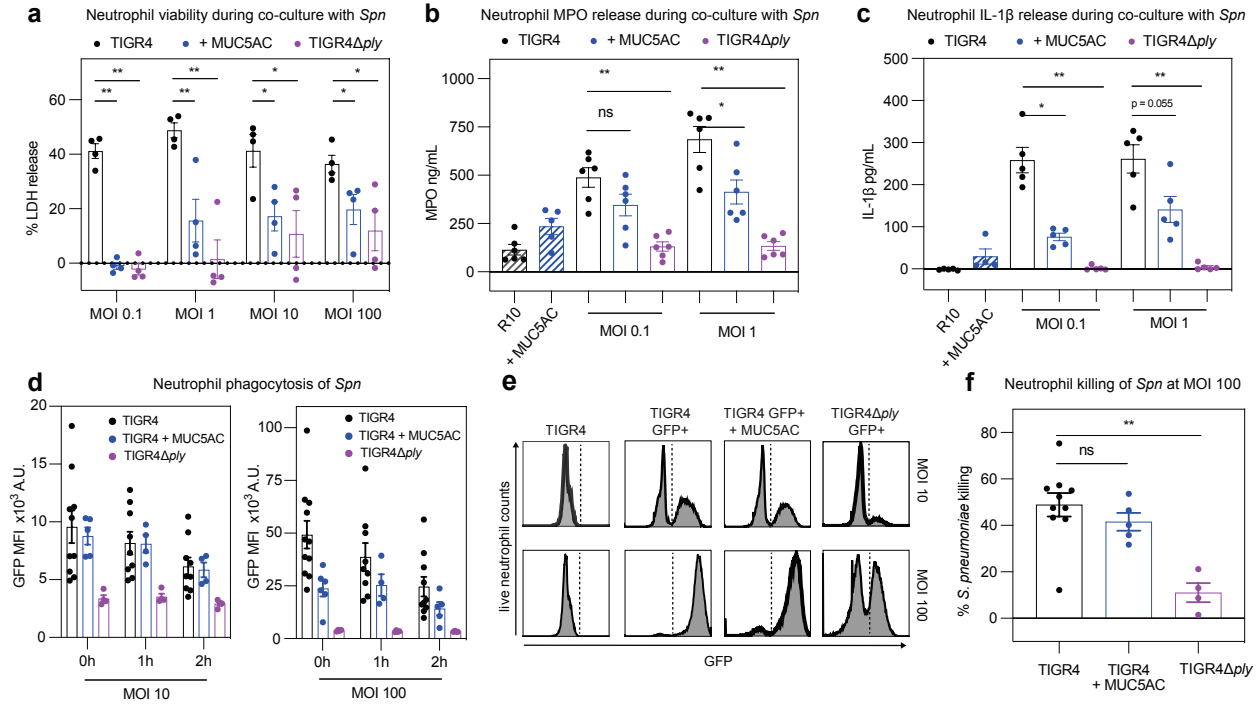 a
Neutrophil viability during co-culture with Spn
TIGR4
+ MUC5AC
TIGR4Δply
% LDH release
60
40
20
0
**
**
**
**
*
*
*
*
MOI 0.1
MOI 1
MOI 10
MOI 100
b
Neutrophil MPO release during co-culture with Spn
TIGR4
+ MUC5AC
TIGR4Δply
MPO ng/mL
1000
750
500
250
0
**
ns
**
*
R10
+ MUC5AC
MOI 0.1
MOI 1
c
Neutrophil IL-1β release during co-culture with Spn
TIGR4
+ MUC5AC
TIGR4Δply
IL-1β pg/mL
500
400
300
200
100
0
**
*
**
p = 0.055
R10
+ MUC5AC
MOI 0.1
MOI 1
d
Neutrophil phagocytosis of Spn
GFP MFI x10³ A.U.
20
15
10
5
0
TIGR4
TIGR4 + MUC5AC
TIGR4Δply
0h
1h
2h
MOI 10
GFP MFI x10³ A.U.
100
75
50
25
0
TIGR4
TIGR4 + MUC5AC
TIGR4Δply
0h
1h
2h
MOI 100
e
TIGR4
TIGR4
GFP+
TIGR4 GFP+
+ MUC5AC
TIGR4Δply
GFP+
live neutrophil counts
MOI 10
MOI 100
GFP
f
Neutrophil killing of Spn at MOI 100
% S. pneumoniae killing
80
60
40
20
0
**
ns
TIGR4
TIGR4
+ MUC5AC
TIGR4Δply